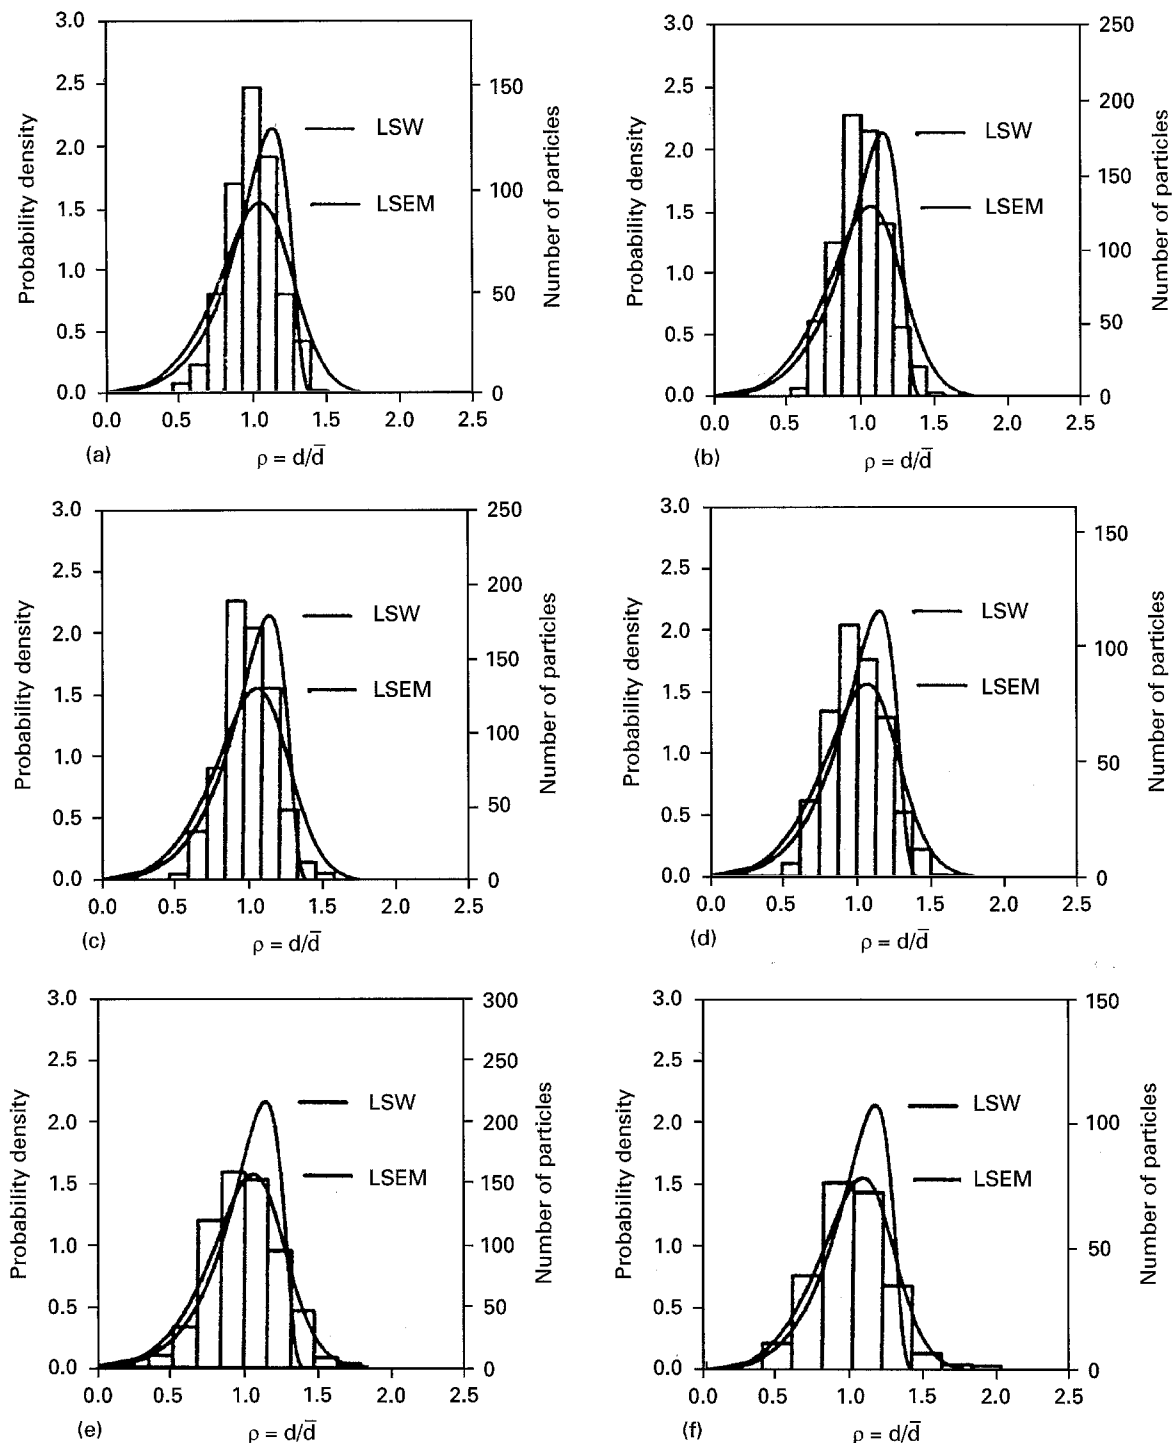 3.0
2.5
2.0
1.5
1.0
0.5
0.0
Probability density
150
100
50
0
Number of particles
LSW
LSEM
0.0 0.5 1.0 1.5 2.0 2.5
(a) ρ = d/d̅
3.0
2.5
2.0
1.5
1.0
0.5
0.0
Probability density
250
200
150
100
50
0
Number of particles
LSW
LSEM
0.0 0.5 1.0 1.5 2.0 2.5
(b) ρ = d/d̅
3.0
2.5
2.0
1.5
1.0
0.5
0.0
Probability density
250
200
150
100
50
0
Number of particles
LSW
LSEM
0.0 0.5 1.0 1.5 2.0 2.5
(c) ρ = d/d̅
3.0
2.5
2.0
1.5
1.0
0.5
0.0
Probability density
150
100
50
0
Number of particles
LSW
LSEM
0.0 0.5 1.0 1.5 2.0 2.5
(d) ρ = d/d̅
3.0
2.5
2.0
1.5
1.0
0.5
0.0
Probability density
300
250
200
150
100
50
0
Number of particles
LSW
LSEM
0.0 0.5 1.0 1.5 2.0 2.5
(e) ρ = d/d̅
3.0
2.5
2.0
1.5
1.0
0.5
0.0
Probability density
150
100
50
0
Number of particles
LSW
LSEM
0.0 0.5 1.0 1.5 2.0 2.5
(f) ρ = d/d̅